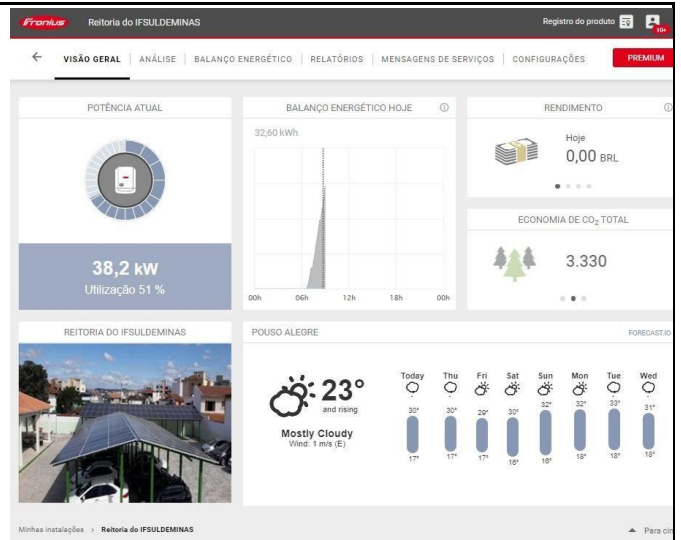 Fronius
Reitoria do IFSULDEMINAS
Registro do produto
10+
VISÃO GERAL
ANÁLISE
BALANÇO ENERGÉTICO
RELATÓRIOS
MENSAGENS DE SERVIÇOS
CONFIGURAÇÕES
PREMIUM
POTÊNCIA ATUAL
38,2 kW
Utilização 51 %
BALANÇO ENERGÉTICO HOJE
32,60 kWh
00h 06h 12h 18h 00h
RENDIMENTO
Hoje
0,00 BRL
ECONOMIA DE CO2 TOTAL
3.330
REITORIA DO IFSULDEMINAS
POUSO ALEGRE
FORECAST.IO
23°
and rising
Mostly Cloudy
Wind: 1 m/s (E)
Today Thu Fri Sat Sun Mon Tue Wed
30° 30° 29° 30° 32° 32° 33° 31°
17° 17° 17° 16° 16° 18° 18° 18°
Minhas instalações › Reitoria do IFSULDEMINAS
Para cim